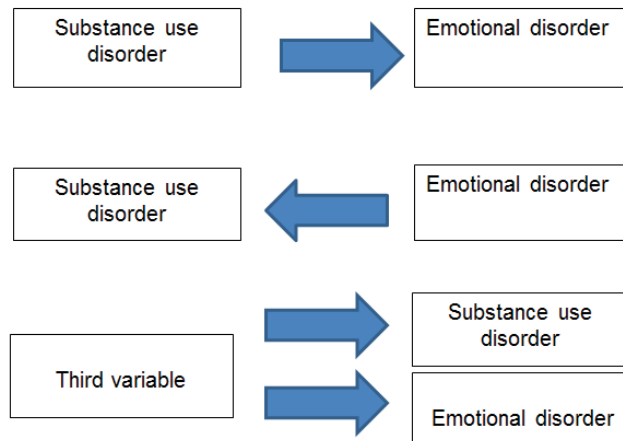 Substance use
disorder
Emotional disorder
Substance use
disorder
Emotional disorder
Third variable
Substance use
disorder
Emotional disorder